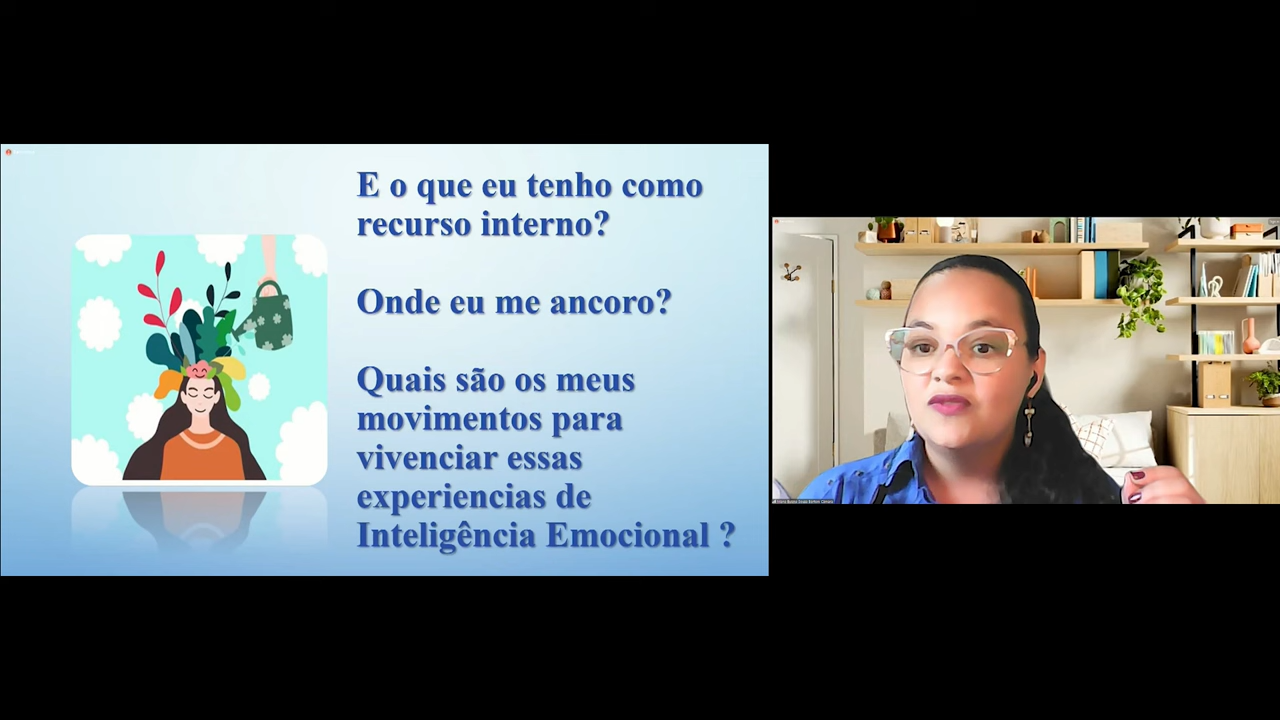 E o que eu tenho como
recurso interno?
Onde eu me ancoro?
Quais são os meus
movimentos para
vivenciar essas
experiencias de
Inteligência Emocional ?